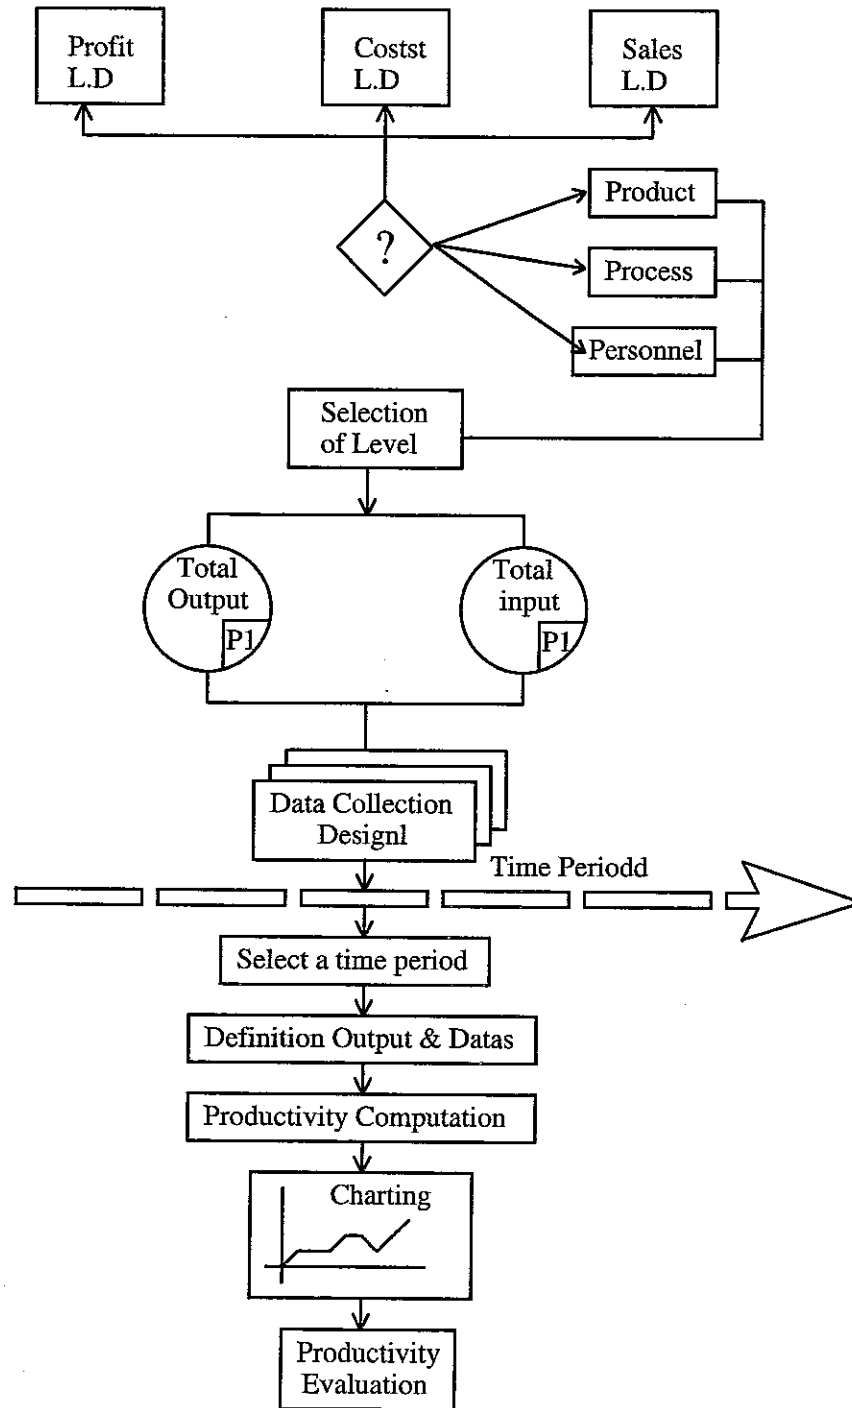 Profit
L.D
Costst
L.D
Sales
L.D
?
Product
Process
Personnel
Selection
of Level
Total
Output
P1
Total
input
P1
Data Collection
Designl
Time Periodd
Select a time period
Definition Output & Datas
Productivity Computation
Charting
Productivity
Evaluation